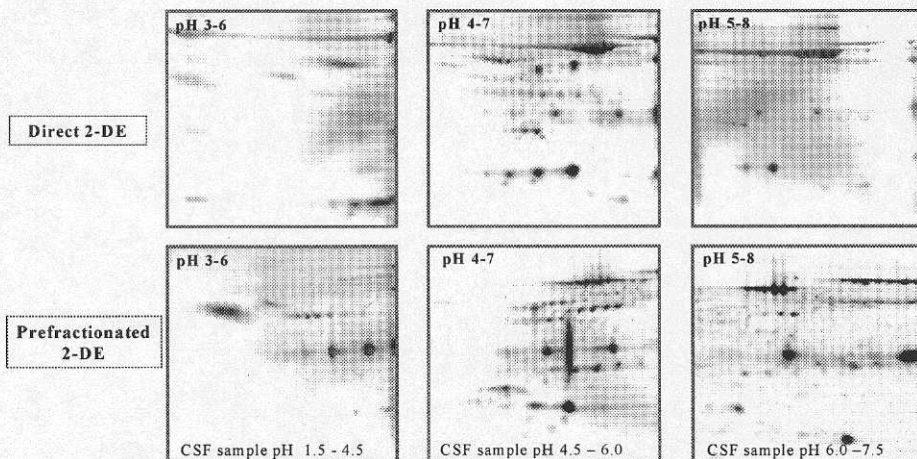 pH 3-6
pH 4-7
pH 5-8
Direct 2-DE
pH 3-6
pH 4-7
pH 5-8
Prefractionated
2-DE
CSF sample pH 1.5 - 4.5
CSF sample pH 4.5 – 6.0
CSF sample pH 6.0 –7.5